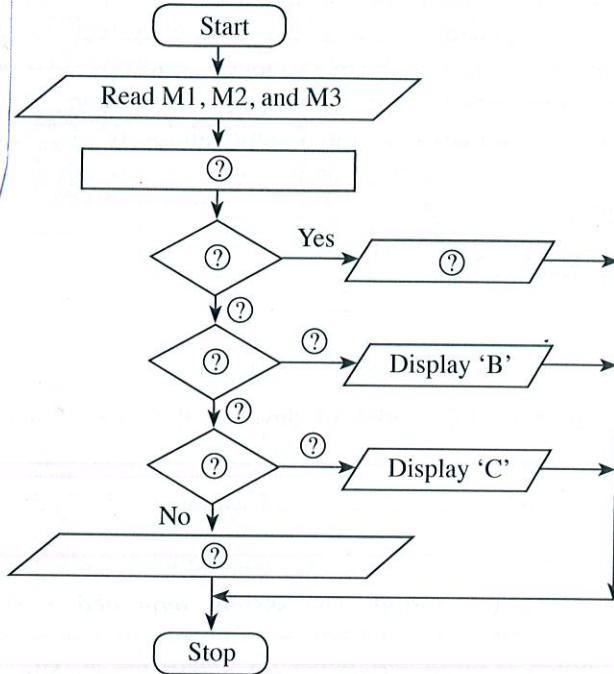 Start
Read M1, M2, and M3
?
Yes
?
?
?
?
?
Display ‘B’
?
?
?
Display ‘C’
No
?
Stop